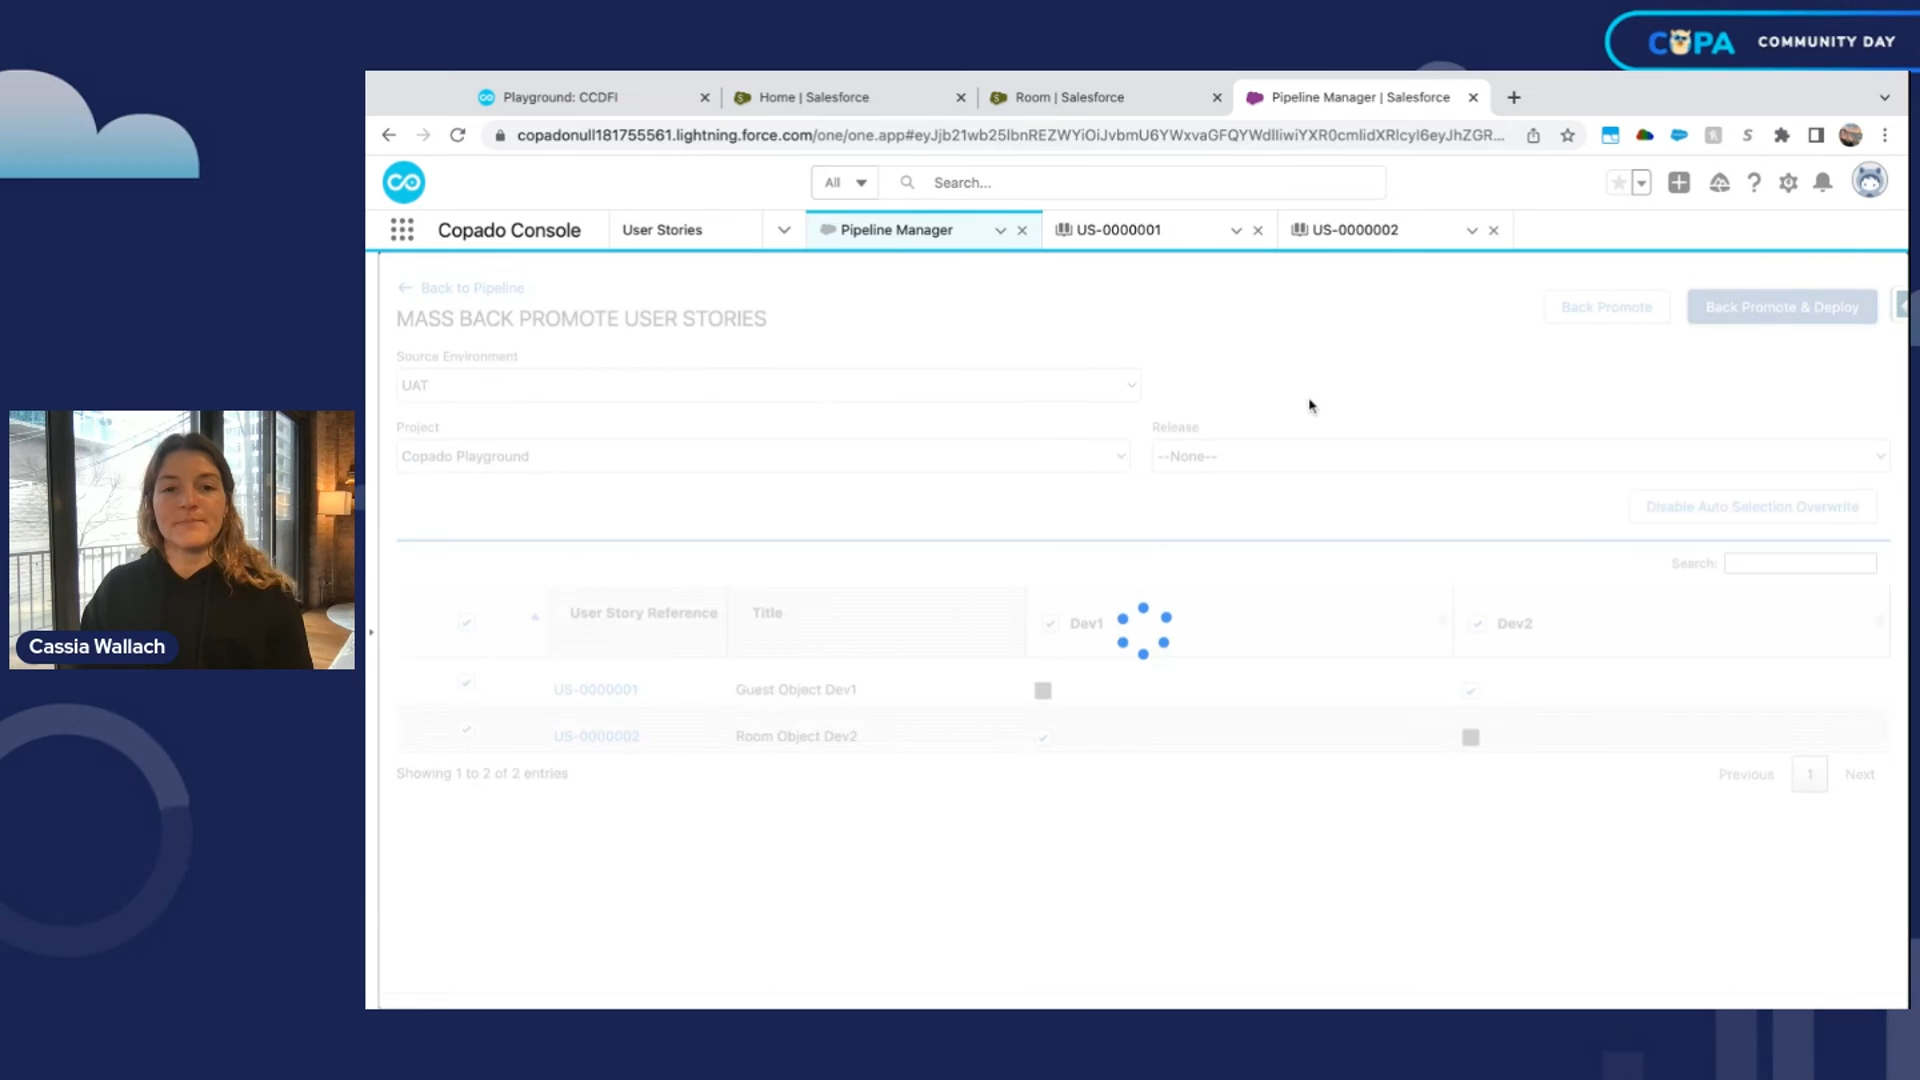 COPA COMMUNITY DAY
Playground: CCDFI
Home | Salesforce
Room | Salesforce
Pipeline Manager | Salesforce
copadonull181755561.lightning.force.com/one/one.app#eyJjb21wb25lbnREZWYiOiJvbmU6YWxvaGFQYWdlIiwiYXR0cmlidXRlcyI6eyJhZGR...
All
Search...
Copado Console
User Stories
Pipeline Manager
US-0000001
US-0000002
Back to Pipeline
MASS BACK PROMOTE USER STORIES
Back Promote
Back Promote & Deploy
Source Environment
UAT
Project
Release
Copado Playground
--None--
Disable Auto Selection Overwrite
Search:
User Story Reference
Title
Dev1
Dev2
US-0000001
Guest Object Dev1
US-0000002
Room Object Dev2
Showing 1 to 2 of 2 entries
Previous
1
Next
Cassia Wallach